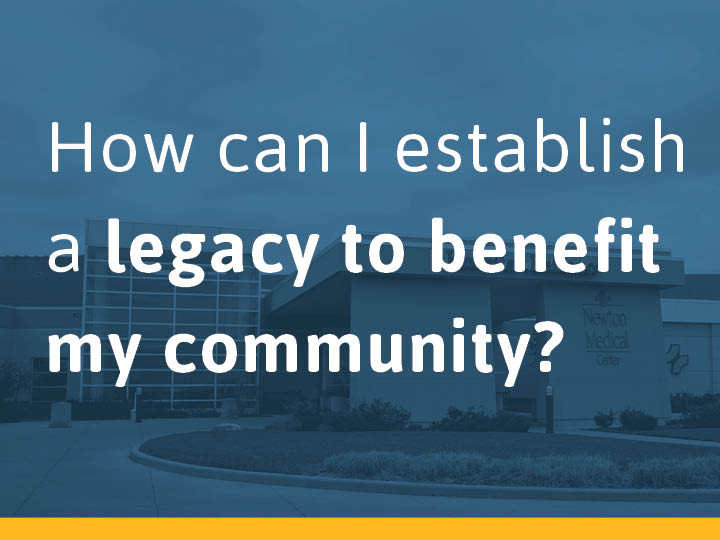 How can I establish
a legacy to benefit
my community?
Newton
Medical
Center